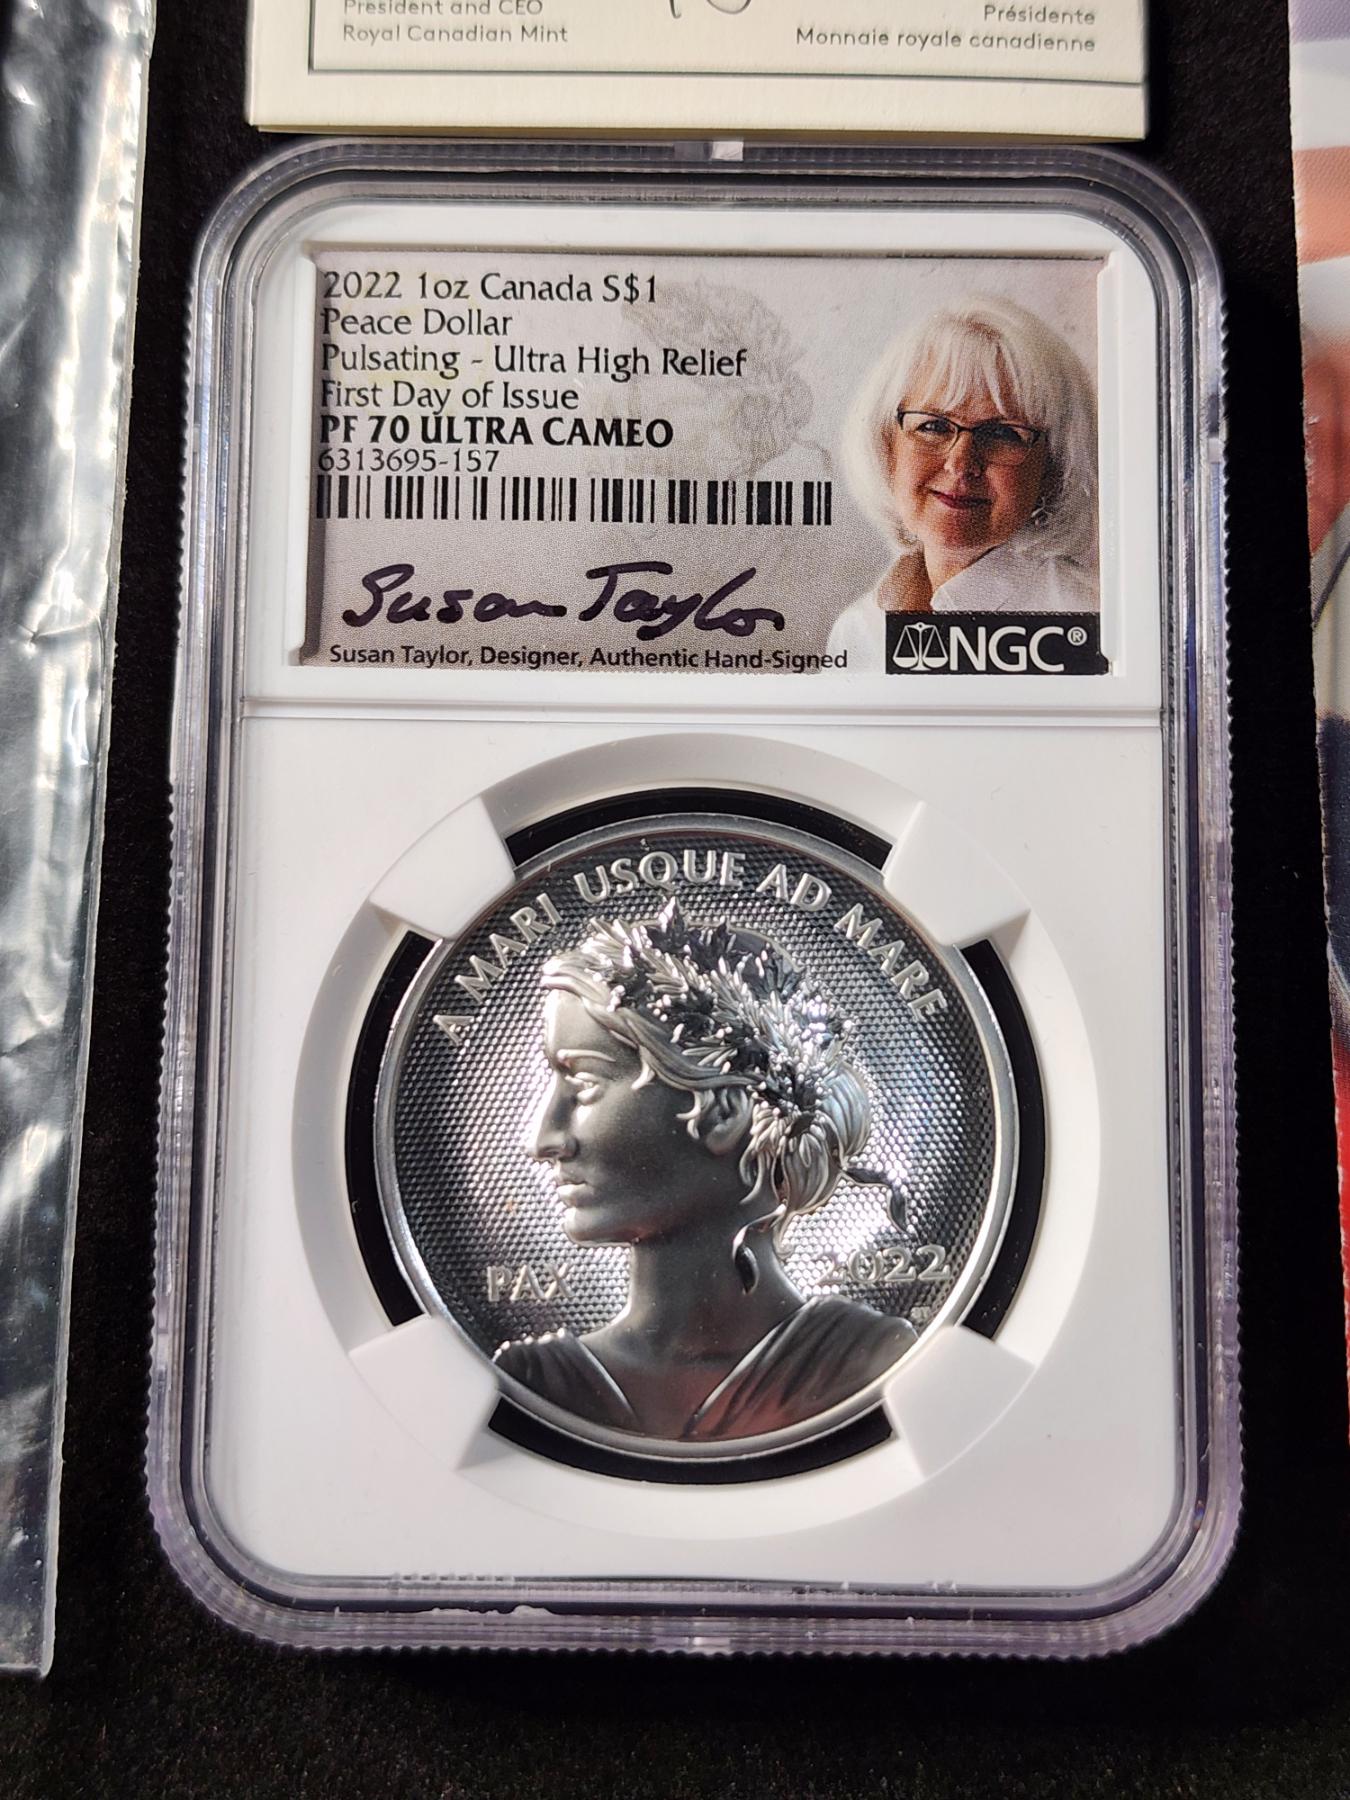 President and CEO
Royal Canadian Mint
Présidente
Monnaie royale canadienne
2022 1oz Canada S$1
Peace Dollar
Pulsating - Ultra High Relief
First Day of Issue
PF 70 ULTRA CAMEO
6313695-157
Susan Taylor
Susan Taylor, Designer, Authentic Hand-Signed
NGC®
A MARI USQUE AD MARE
PAX
2022